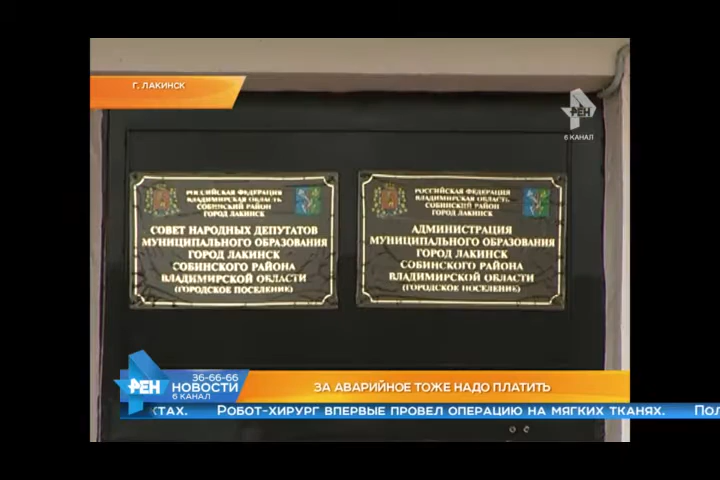 Г. ЛАКИНСК
РЕН
6 КАНАЛ
РОССИЙСКАЯ ФЕДЕРАЦИЯ
ВЛАДИМИРСКАЯ ОБЛАСТЬ
СОБИНСКИЙ РАЙОН
ГОРОД ЛАКИНСК
СОВЕТ НАРОДНЫХ ДЕПУТАТОВ
МУНИЦИПАЛЬНОГО ОБРАЗОВАНИЯ
ГОРОД ЛАКИНСК
СОБИНСКОГО РАЙОНА
ВЛАДИМИРСКОЙ ОБЛАСТИ
(ГОРОДСКОЕ ПОСЕЛЕНИЕ)
РОССИЙСКАЯ ФЕДЕРАЦИЯ
ВЛАДИМИРСКАЯ ОБЛАСТЬ
СОБИНСКИЙ РАЙОН
ГОРОД ЛАКИНСК
АДМИНИСТРАЦИЯ
МУНИЦИПАЛЬНОГО ОБРАЗОВАНИЯ
ГОРОД ЛАКИНСК
СОБИНСКОГО РАЙОНА
ВЛАДИМИРСКОЙ ОБЛАСТИ
(ГОРОДСКОЕ ПОСЕЛЕНИЕ)
36-66-66
РЕН НОВОСТИ
6 КАНАЛ
ЗА АВАРИЙНОЕ ТОЖЕ НАДО ПЛАТИТЬ
КТАХ. РОБОТ-ХИРУРГ ВПЕРВЫЕ ПРОВЕЛ ОПЕРАЦИЮ НА МЯГКИХ ТКАНЯХ. ПОЛ